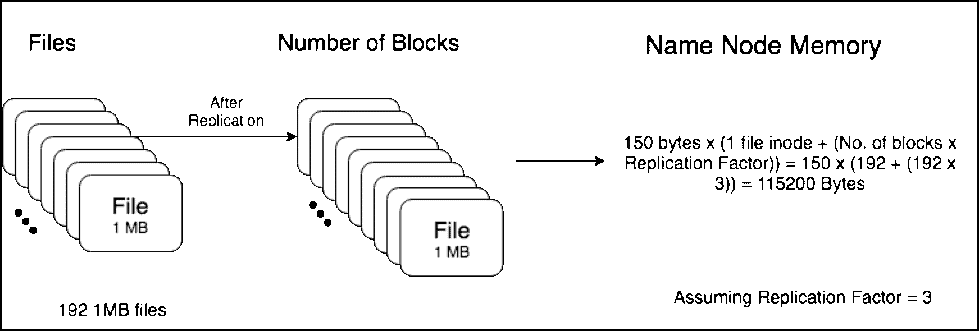 Files
Number of Blocks
Name Node Memory
After
Replication
150 bytes x (1 file inode + (No. of blocks x
Replication Factor)) = 150 x (192 + (192 x
3)) = 115200 Bytes
File
1 MB
File
1 MB
192 1MB files
Assuming Replication Factor = 3